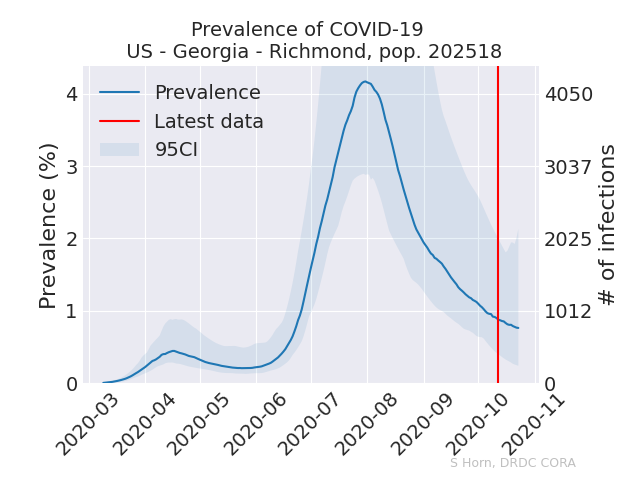 Prevalence of COVID-19
US - Georgia - Richmond, pop. 202518
Prevalence
Latest data
95CI
Prevalence (%)
4
3
2
1
0
4050
3037
2025
1012
0
# of infections
2020-03
2020-04
2020-05
2020-06
2020-07
2020-08
2020-09
2020-10
2020-11
S Horn, DRDC CORA